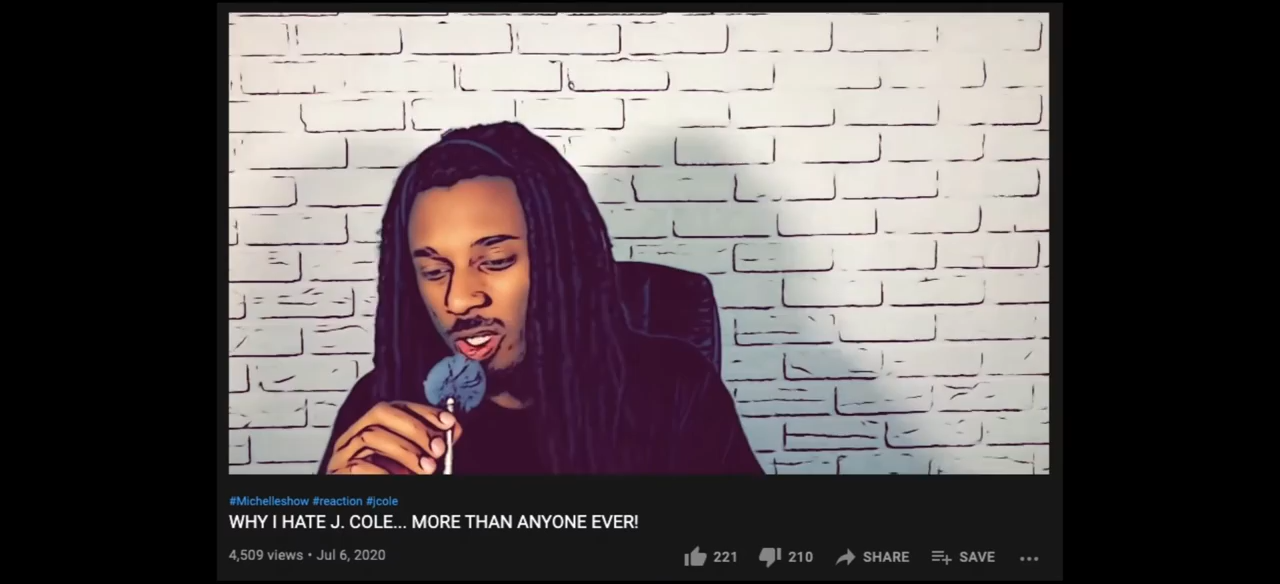 #Michelleshow #reaction #jcole
WHY I HATE J. COLE... MORE THAN ANYONE EVER!
4,509 views • Jul 6, 2020
221
210
SHARE
SAVE